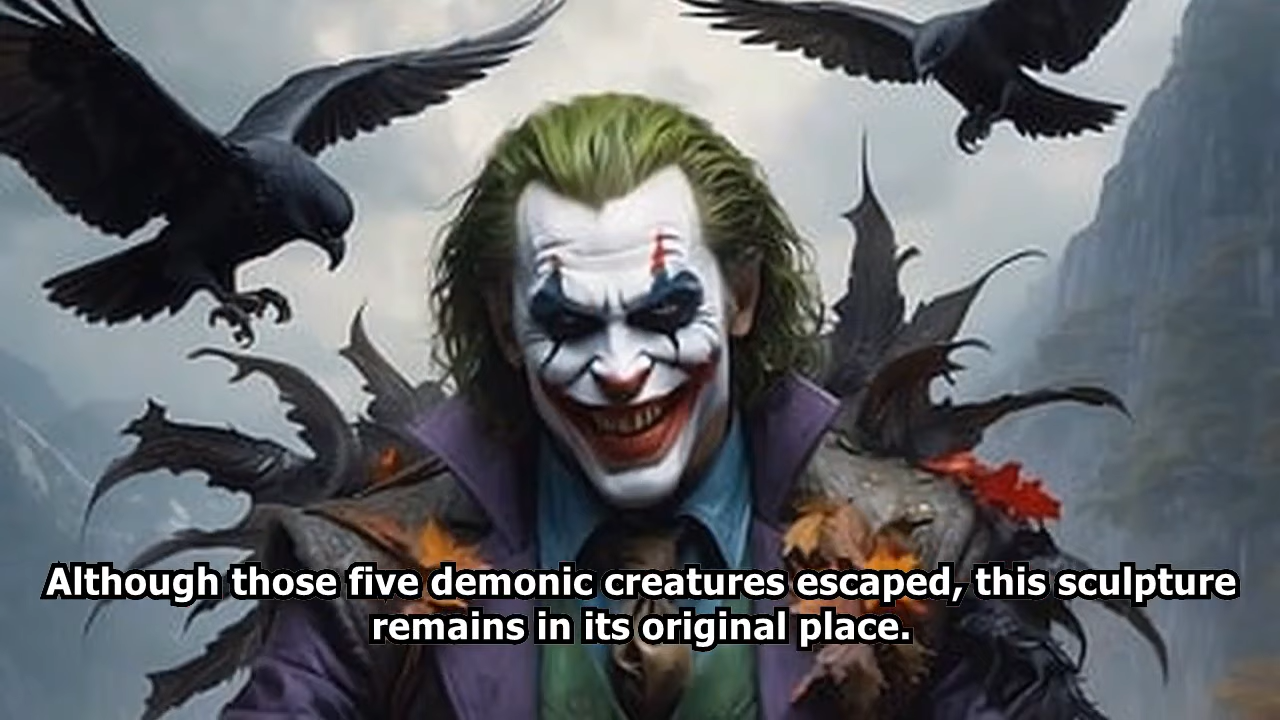 Although those five demonic creatures escaped, this sculpture
remains in its original place.